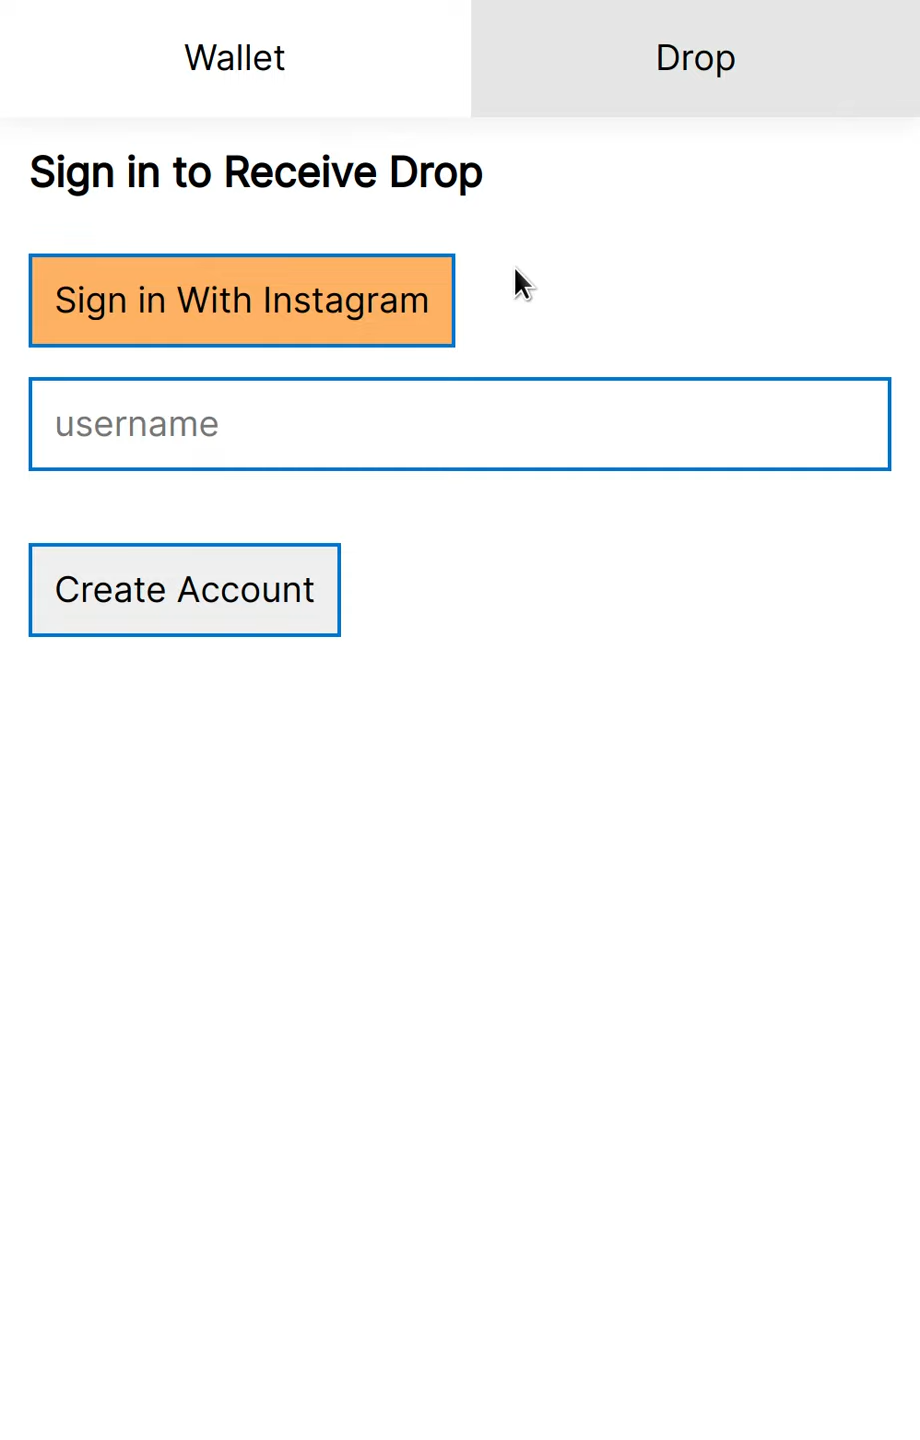 Wallet
Drop
Sign in to Receive Drop
Sign in With Instagram
username
Create Account